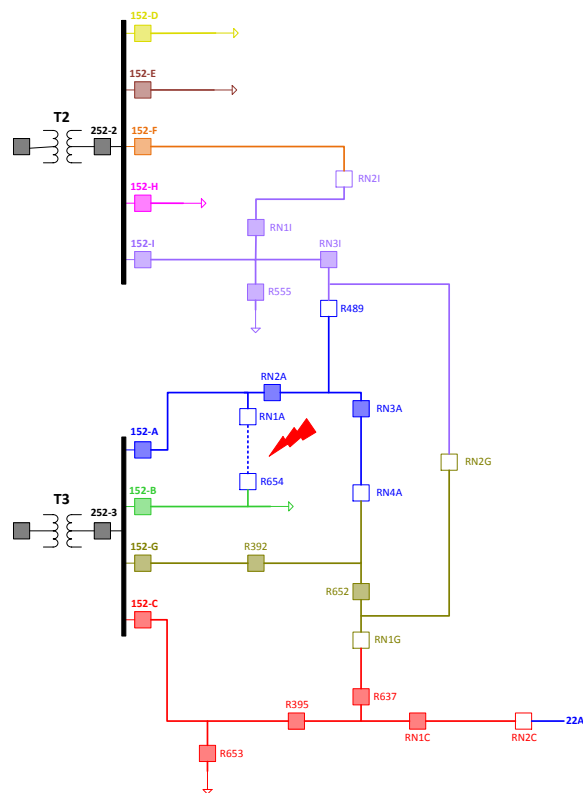 152-D
152-E
T2
252-2
152-F
RN2I
152-H
RN1I
152-I
RN3I
R555
R489
RN2A
RN1A
RN3A
152-A
RN2G
R654
152-B
RN4A
T3
252-3
152-G
R392
R652
152-C
RN1G
R637
R395
22A
RN1C
RN2C
R653